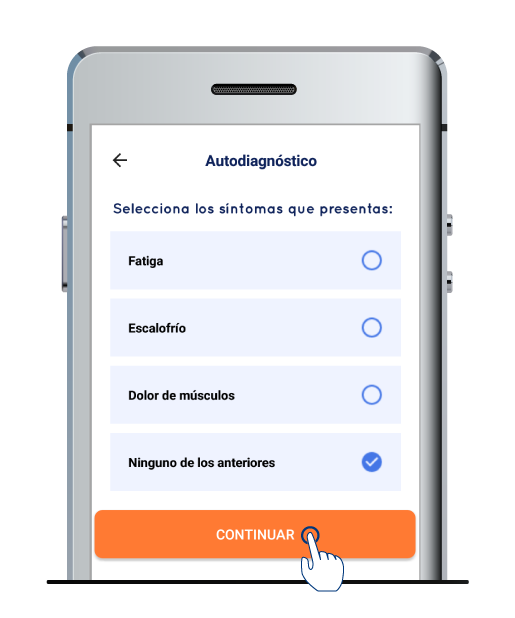 Autodiagnóstico
Selecciona los síntomas que presentas:
Fatiga
Escalofrío
Dolor de músculos
Ninguno de los anteriores
CONTINUAR